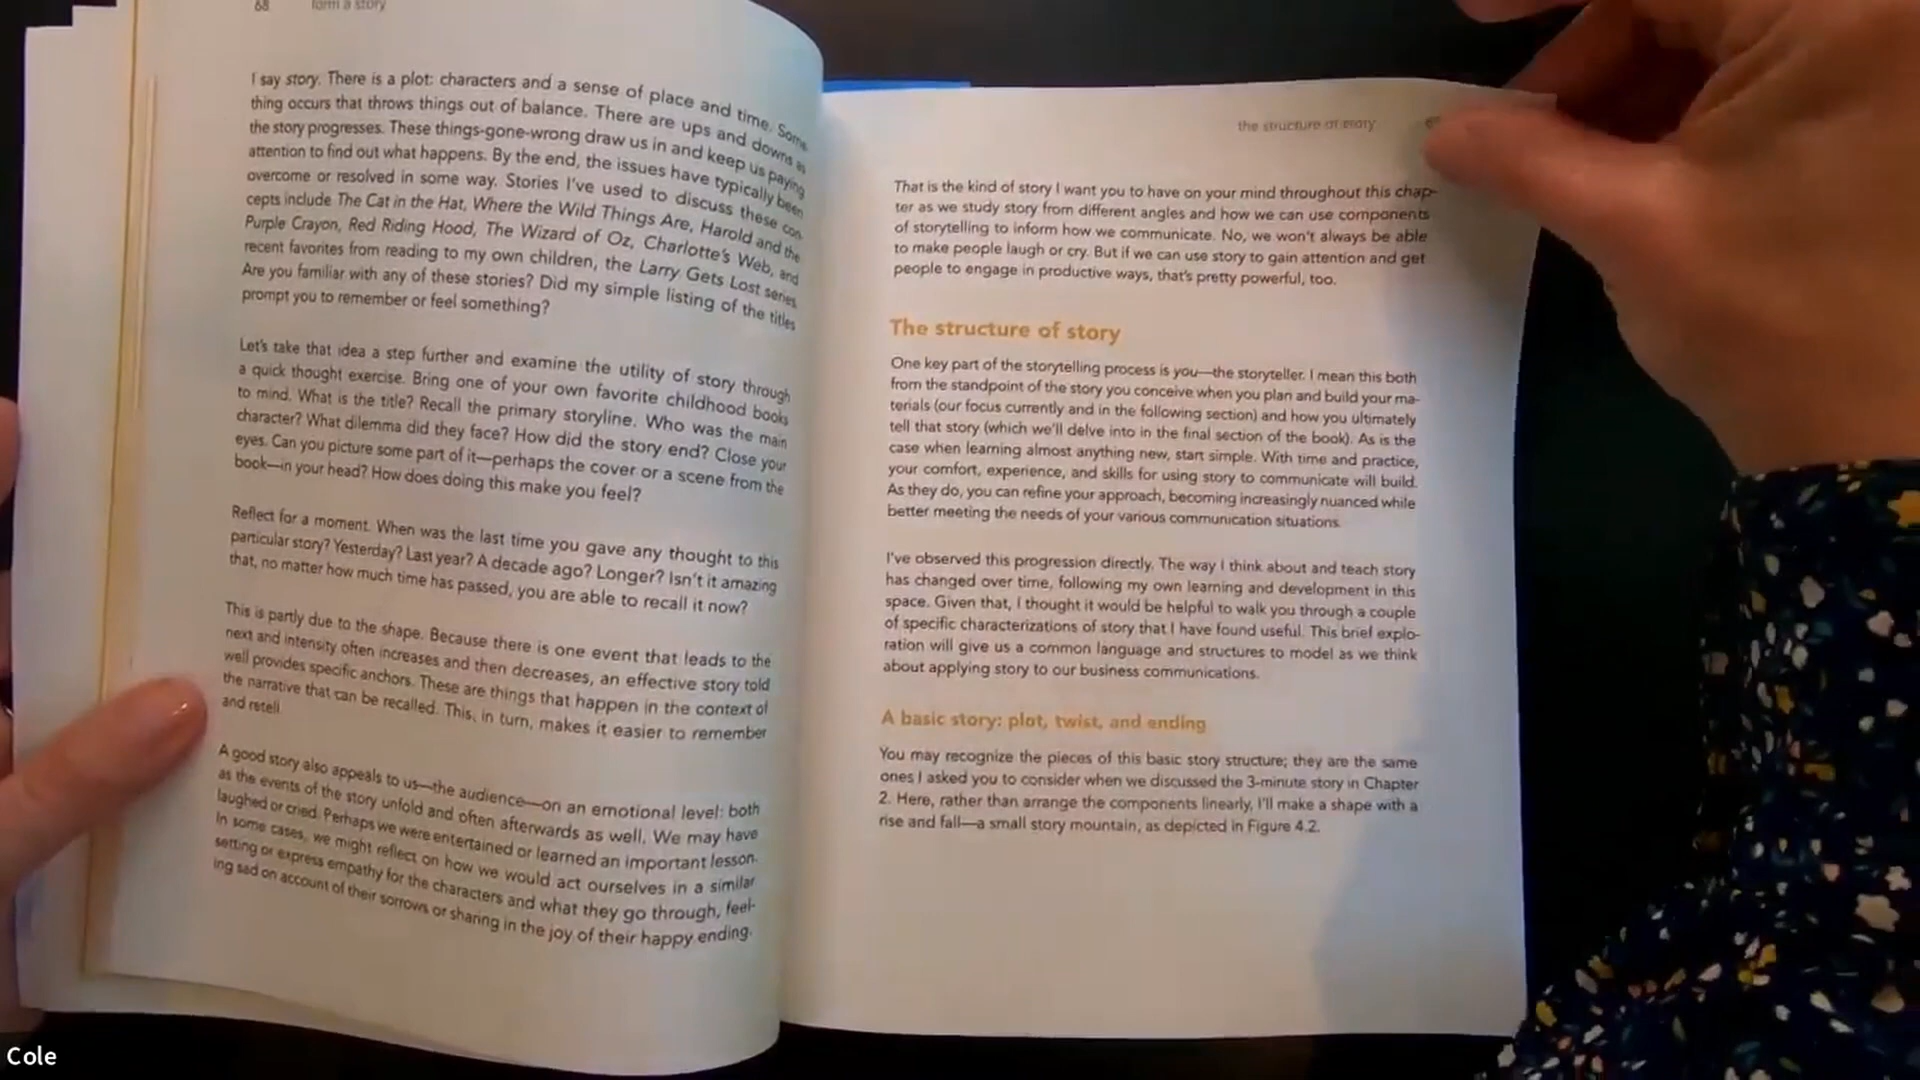 68 form a story
I say story. There is a plot: characters and a sense of place and time. Some-
thing occurs that throws things out of balance. There are ups and downs as
the story progresses. These things-gone-wrong draw us in and keep us paying
attention to find out what happens. By the end, the issues have typically been
overcome or resolved in some way. Stories I've used to discuss these con-
cepts include The Cat in the Hat, Where the Wild Things Are, Harold and the
Purple Crayon, Red Riding Hood, The Wizard of Oz, Charlotte's Web, and
recent favorites from reading to my own children, the Larry Gets Lost series.
Are you familiar with any of these stories? Did my simple listing of the titles
prompt you to remember or feel something?
Let's take that idea a step further and examine the utility of story through
a quick thought exercise. Bring one of your own favorite childhood books
to mind. What is the title? Recall the primary storyline. Who was the main
character? What dilemma did they face? How did the story end? Close your
eyes. Can you picture some part of it—perhaps the cover or a scene from the
book—in your head? How does doing this make you feel?
Reflect for a moment. When was the last time you gave any thought to this
particular story? Yesterday? Last year? A decade ago? Longer? Isn't it amazing
that, no matter how much time has passed, you are able to recall it now?
This is partly due to the shape. Because there is one event that leads to the
next and intensity often increases and then decreases, an effective story told
well provides specific anchors. These are things that happen in the context of
the narrative that can be recalled. This, in turn, makes it easier to remember
and retell.
A good story also appeals to us—the audience—on an emotional level: both
as the events of the story unfold and often afterwards as well. We may have
laughed or cried. Perhaps we were entertained or learned an important lesson.
In some cases, we might reflect on how we would act ourselves in a similar
setting or express empathy for the characters and what they go through, feel-
ing sad on account of their sorrows or sharing in the joy of their happy ending.
the structure of story
That is the kind of story I want you to have on your mind throughout this chap-
ter as we study story from different angles and how we can use components
of storytelling to inform how we communicate. No, we won't always be able
to make people laugh or cry. But if we can use story to gain attention and get
people to engage in productive ways, that's pretty powerful, too.
The structure of story
One key part of the storytelling process is you—the storyteller. I mean this both
from the standpoint of the story you conceive when you plan and build your ma-
terials (our focus currently and in the following section) and how you ultimately
tell that story (which we'll delve into in the final section of the book). As is the
case when learning almost anything new, start simple. With time and practice,
your comfort, experience, and skills for using story to communicate will build.
As they do, you can refine your approach, becoming increasingly nuanced while
better meeting the needs of your various communication situations.
I've observed this progression directly. The way I think about and teach story
has changed over time, following my own learning and development in this
space. Given that, I thought it would be helpful to walk you through a couple
of specific characterizations of story that I have found useful. This brief explo-
ration will give us a common language and structures to model as we think
about applying story to our business communications.
A basic story: plot, twist, and ending
You may recognize the pieces of this basic story structure; they are the same
ones I asked you to consider when we discussed the 3-minute story in Chapter
2. Here, rather than arrange the components linearly, I'll make a shape with a
rise and fall—a small story mountain, as depicted in Figure 4.2.
Cole